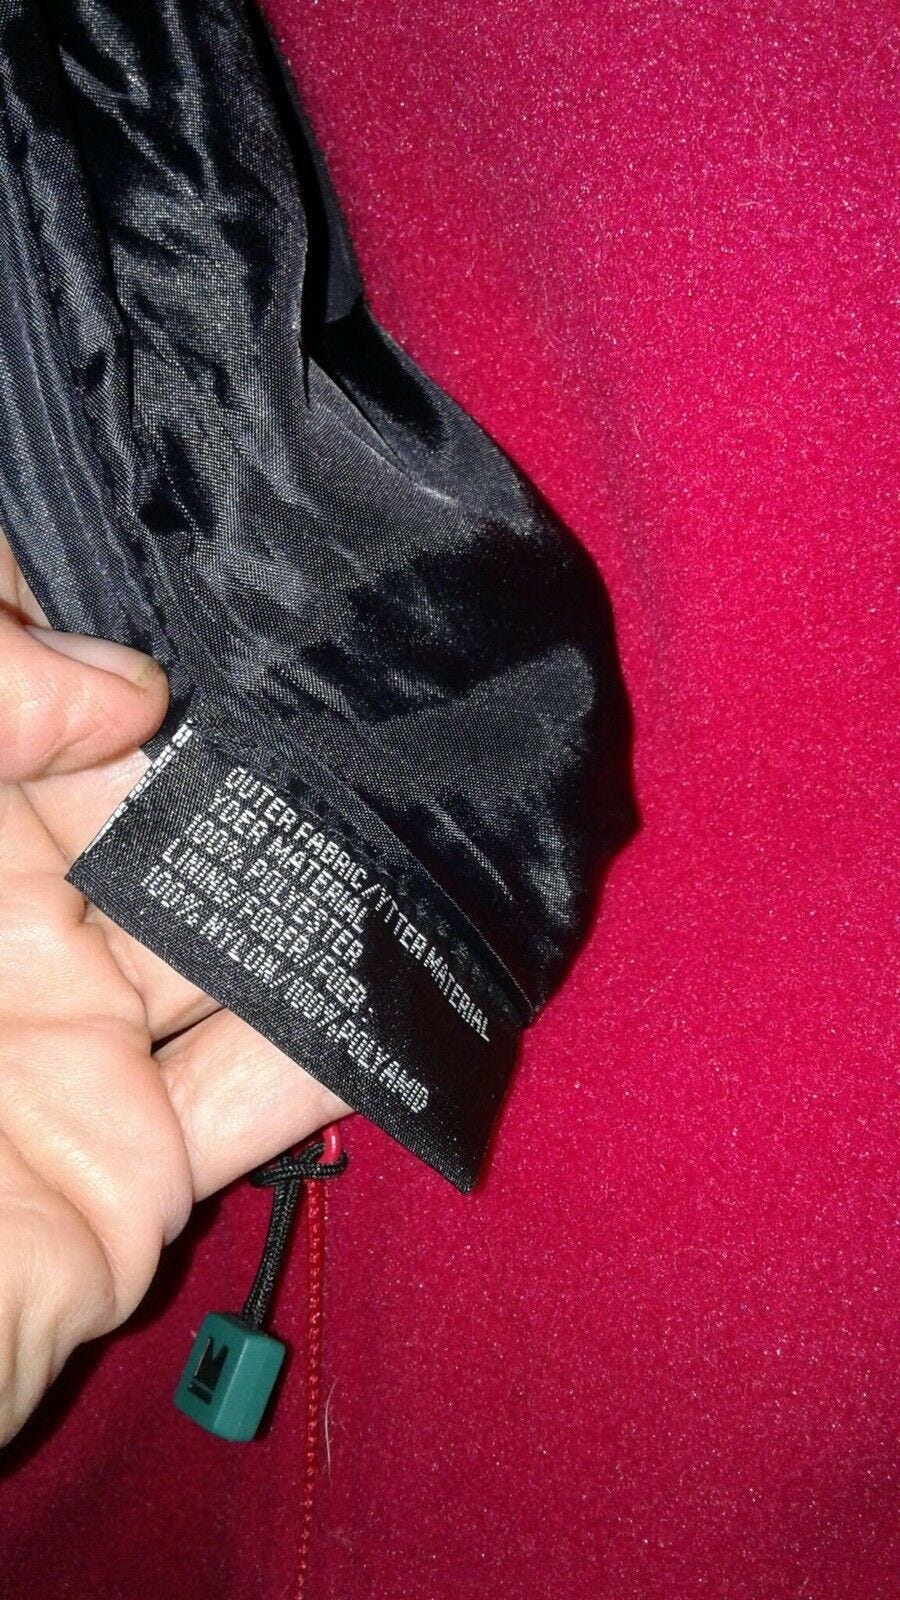 OUTER FABRIC/YTTER MATERIAL
YDER MATERIAL
100% POLYESTER
LINING/FODER/FOER:
100% NYLON/100% POLYAMID